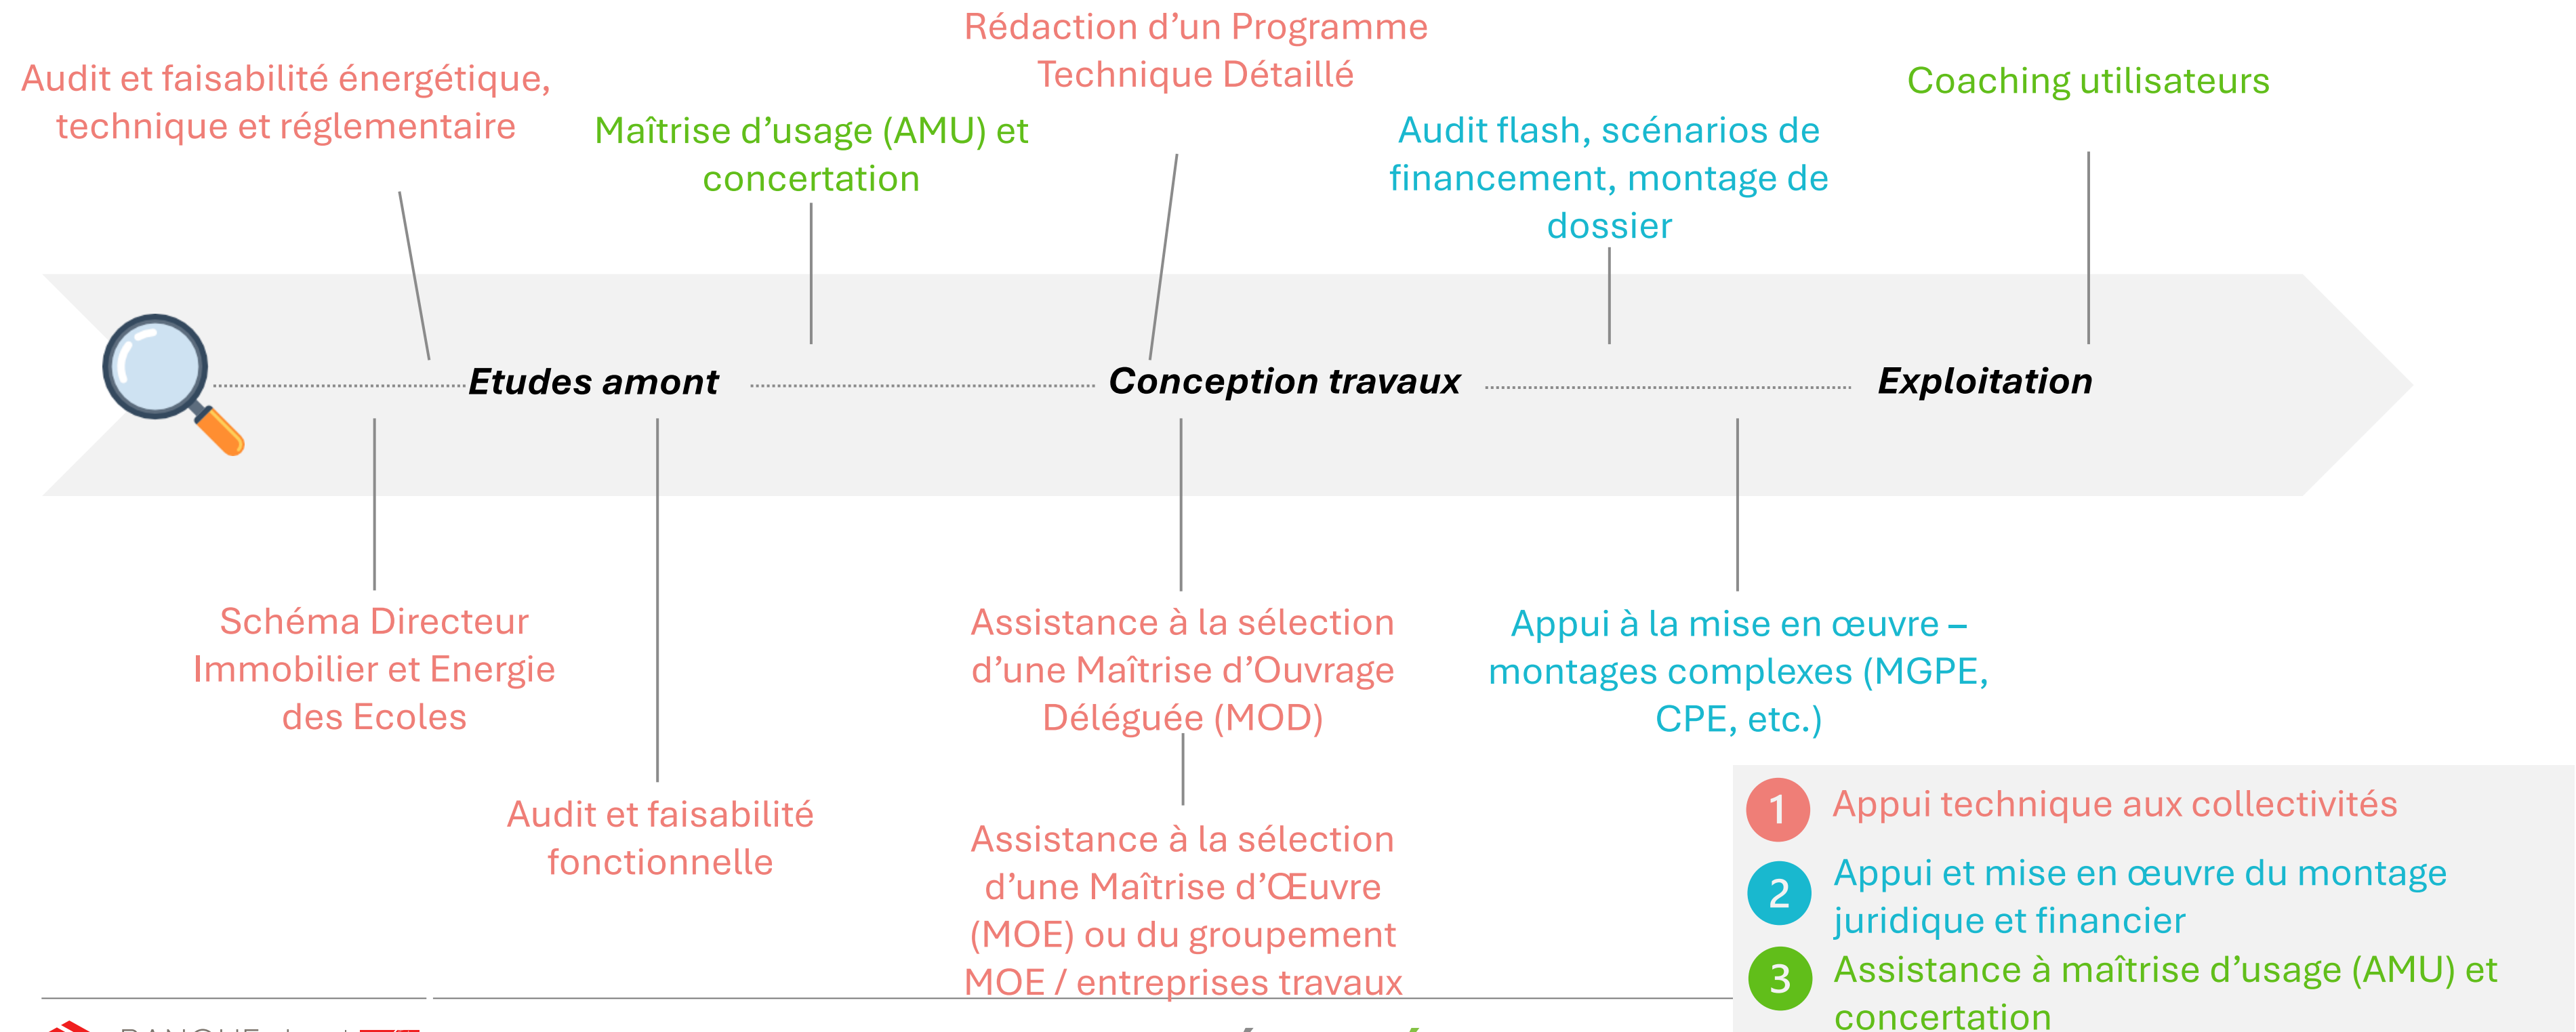 Rédaction d’un Programme
Technique Détaillé
Audit et faisabilité énergétique,
technique et réglementaire
Maîtrise d’usage (AMU) et
concertation
Audit flash, scénarios de
financement, montage de
dossier
Coaching utilisateurs
Etudes amont
Conception travaux
Exploitation
Schéma Directeur
Immobilier et Energie
des Ecoles
Audit et faisabilité
fonctionnelle
Assistance à la sélection
d’une Maîtrise d’Ouvrage
Déléguée (MOD)
Assistance à la sélection
d’une Maîtrise d’Œuvre
(MOE) ou du groupement
MOE / entreprises travaux
Appui à la mise en œuvre –
montages complexes (MGPE,
CPE, etc.)
1 Appui technique aux collectivités
2 Appui et mise en œuvre du montage
juridique et financier
3 Assistance à maîtrise d’usage (AMU) et
concertation